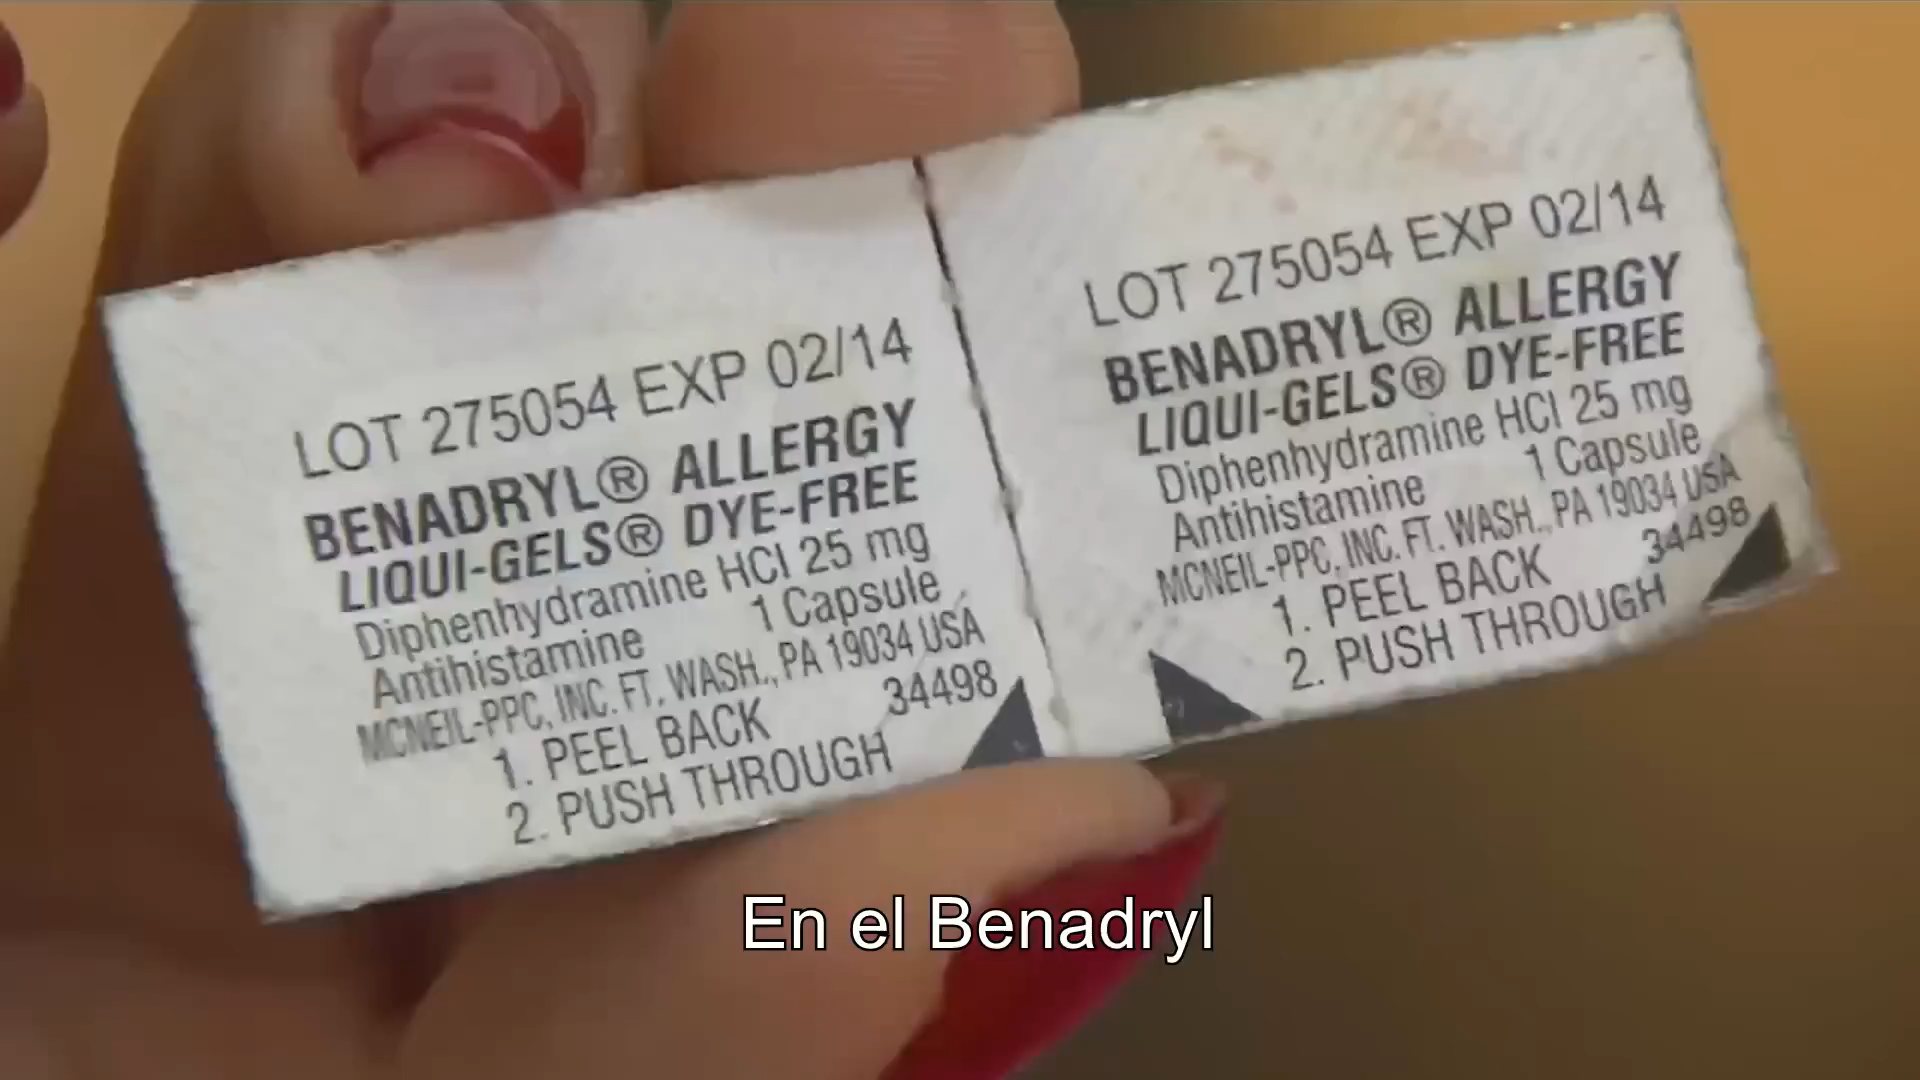 LOT 275054 EXP 02/14
BENADRYL® ALLERGY
LIQUI-GELS® DYE-FREE
Diphenhydramine HCl 25 mg
Antihistamine 1 Capsule
MCNEIL-PPC, INC. FT. WASH., PA 19034 USA
34498
1. PEEL BACK
2. PUSH THROUGH
LOT 275054 EXP 02/14
BENADRYL® ALLERGY
LIQUI-GELS® DYE-FREE
Diphenhydramine HCl 25 mg
Antihistamine 1 Capsule
MCNEIL-PPC, INC. FT. WASH., PA 19034 USA
34498
1. PEEL BACK
2. PUSH THROUGH
En el Benadryl